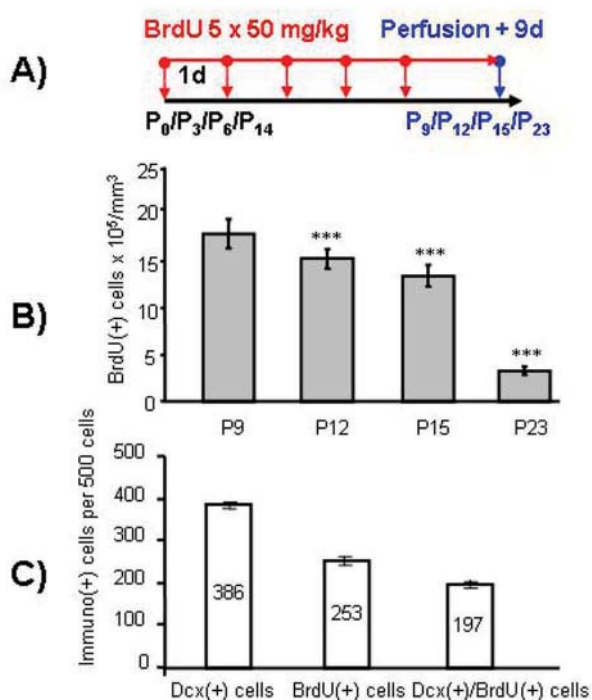 A)
BrdU 5 x 50 mg/kg
Perfusion + 9d
1d
P0/P3/P6/P14
P9/P12/P15/P23
B)
BrdU(+) cells x 10⁵/mm³
25
20
15
10
5
0
***
***
***
P9
P12
P15
P23
C)
Immuno(+) cells per 500 cells
500
400
300
200
100
0
386
253
197
Dcx(+) cells
BrdU(+) cells
Dcx(+)/BrdU(+) cells